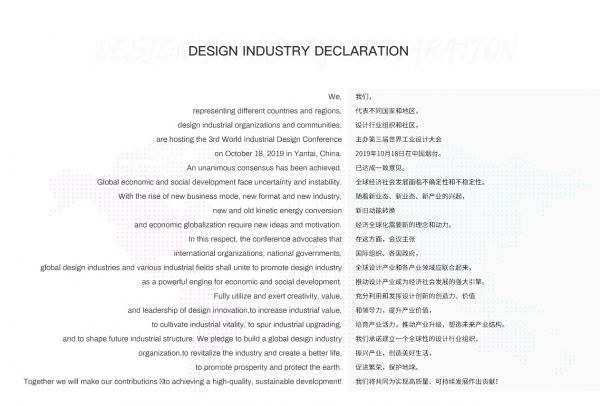 DESIGN INDUSTRY DECLARATION
We, 我们，
representing different countries and regions, 代表不同国家和地区，
design industrial organizations and communities, 设计行业组织和社区，
are hosting the 3rd World Industrial Design Conference 主办第三届世界工业设计大会
on October 18, 2019 in Yantai, China. 2019年10月18日在中国烟台。
An unanimous consensus has been achieved. 已达成一致意见。
Global economic and social development face uncertainty and instability. 全球经济社会发展面临不确定性和不稳定性。
With the rise of new business mode, new format and new industry, 随着新业态、新业态、新产业的兴起，
new and old kinetic energy conversion 新旧动能转换
and economic globalization require new ideas and motivation. 经济全球化需要新的理念和动力。
In this respect, the conference advocates that 在这方面，会议主张
international organizations, national governments, 国际组织、各国政府，
global design industries and various industrial fields shall unite to promote design industry 全球设计产业和各产业领域应联合起来，
as a powerful engine for economic and social development. 推动设计产业成为经济社会发展的强大引擎。
Fully utilize and exert creativity, value, 充分利用和发挥设计创新的创造力、价值
and leadership of design innovation,to increase industrial value, 和领导力，提升产业价值，
to cultivate industrial vitality, to spur industrial upgrading, 培育产业活力，推动产业升级，塑造未来产业结构。
and to shape future industrial structure. We pledge to build a global design industry 我们承诺建立一个全球性的设计行业组织，
organization,to revitalize the industry and create a better life, 振兴产业，创造美好生活，
to promote prosperity and protect the earth. 促进繁荣，保护地球。
Together we will make our contributions to achieving a high-quality, sustainable development! 我们将共同为实现高质量、可持续发展作出贡献！